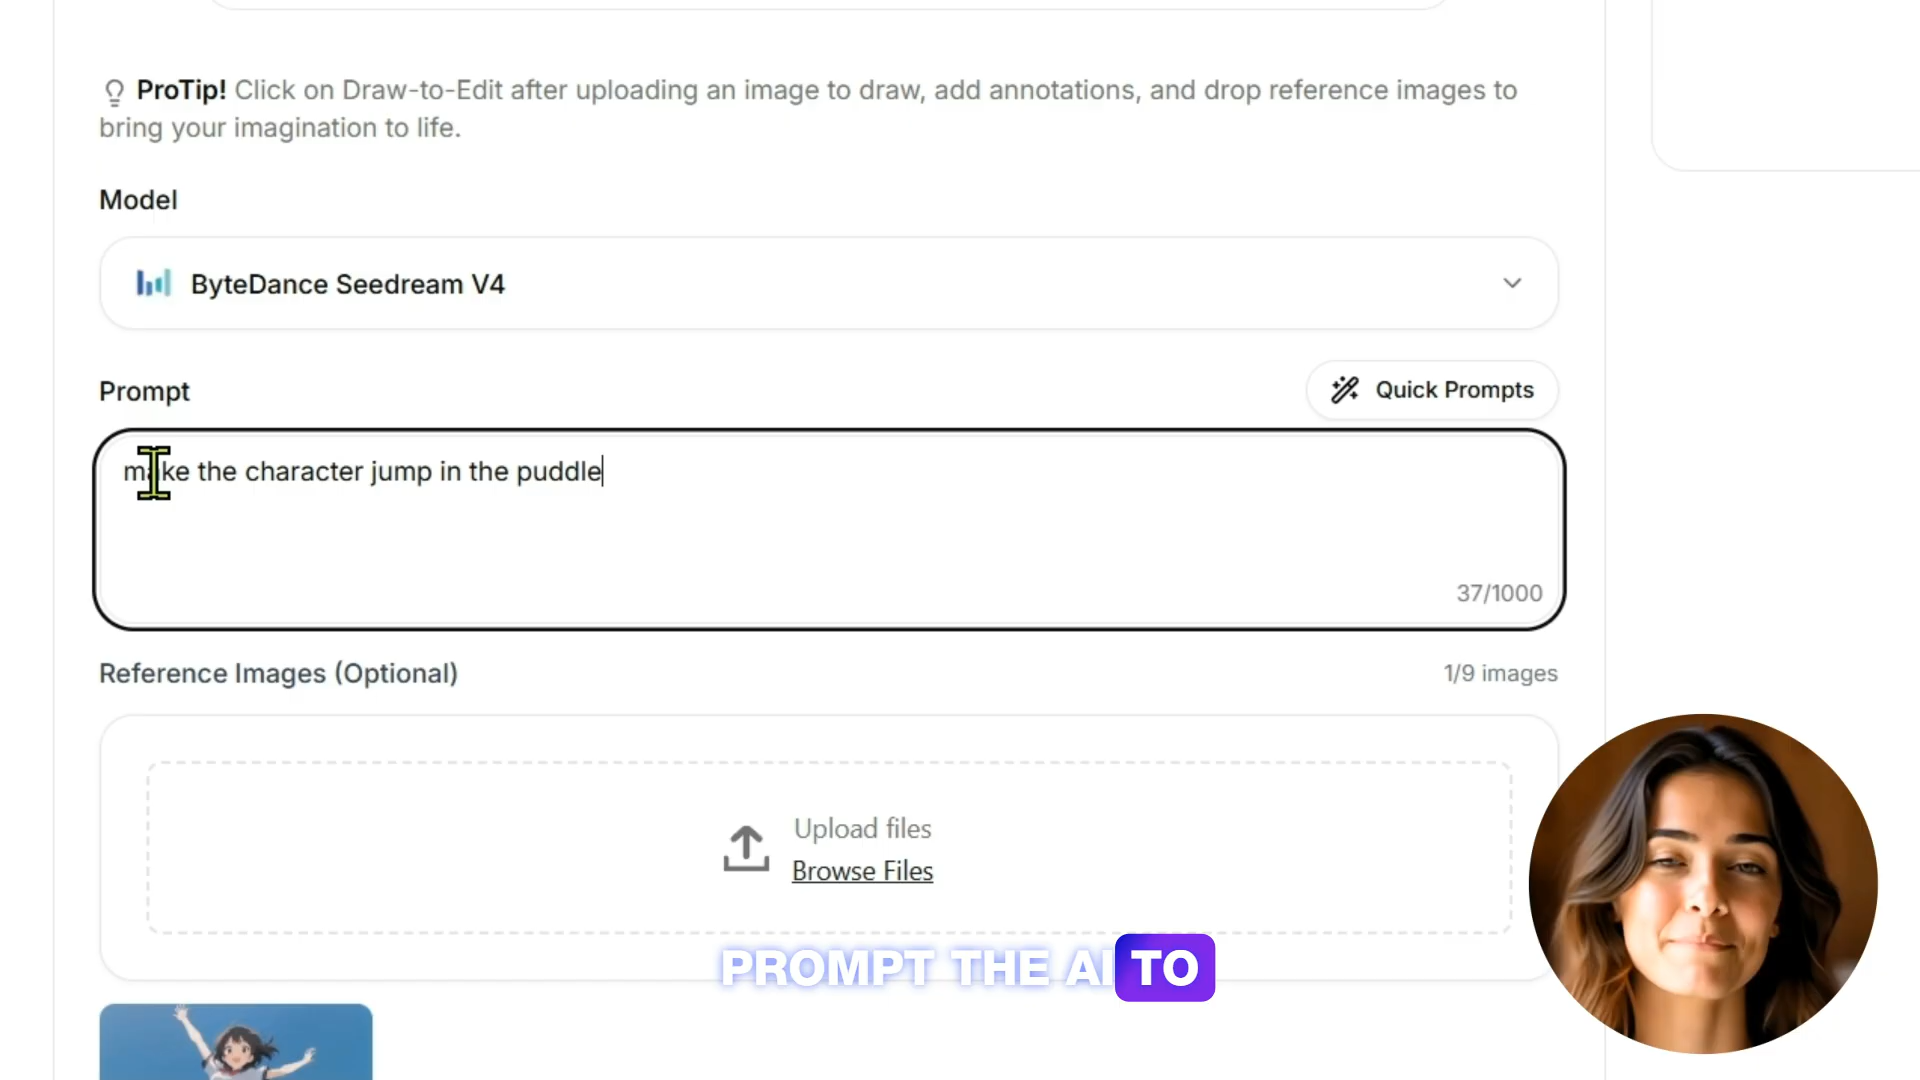 ProTip! Click on Draw-to-Edit after uploading an image to draw, add annotations, and drop reference images to
bring your imagination to life.
Model
ByteDance Seedream V4
Prompt
Quick Prompts
make the character jump in the puddle
37/1000
Reference Images (Optional)
1/9 images
Upload files
Browse Files
PROMPT THE AI TO